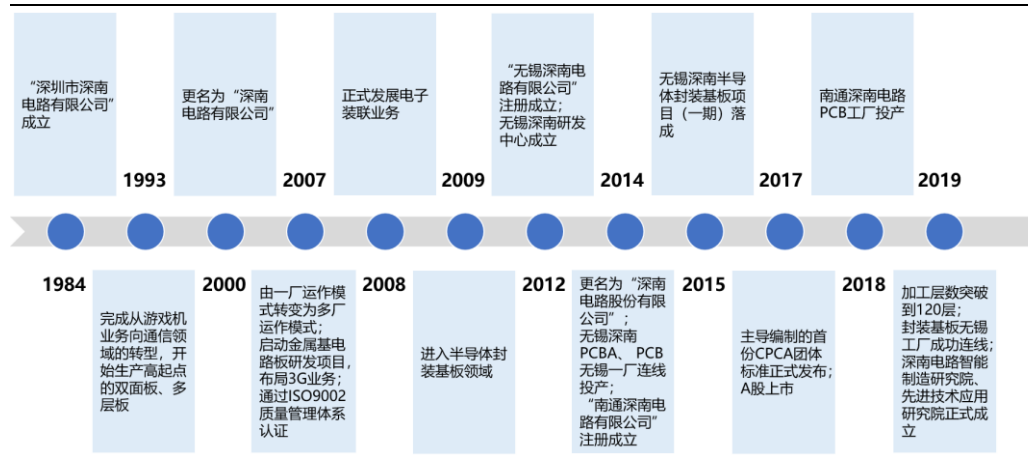 “深圳市深南
电路有限公司”
成立
更名为“深南
电路有限公司”
正式发展电子
装联业务
“无锡深南电
路有限公司”
注册成立；
无锡深南研发
中心成立
无锡深南半导
体封装基板项
目（一期）落
成
南通深南电路
PCB工厂投产
1993
2007
2009
2014
2017
2019
1984
2000
2008
2012
2015
2018
完成从游戏机
业务向通信领
域的转型，开
始生产高起点
的双面板、多
层板
由一厂运作模
式转变为多厂
运作模式；
启动金属基电
路板研发项目，
布局3G业务；
通过ISO9002
质量管理体系
认证
进入半导体封
装基板领域
更名为“深南
电路股份有限
公司”；
无锡深南
PCBA、 PCB
无锡一厂连线
投产；
“南通深南电
路有限公司”
注册成立
主导编制的首
份CPCA团体
标准正式发布；
A股上市
加工层数突破
到120层；
封装基板无锡
工厂成功连线；
深南电路智能
制造研究院、
先进技术应用
研究院正式成
立